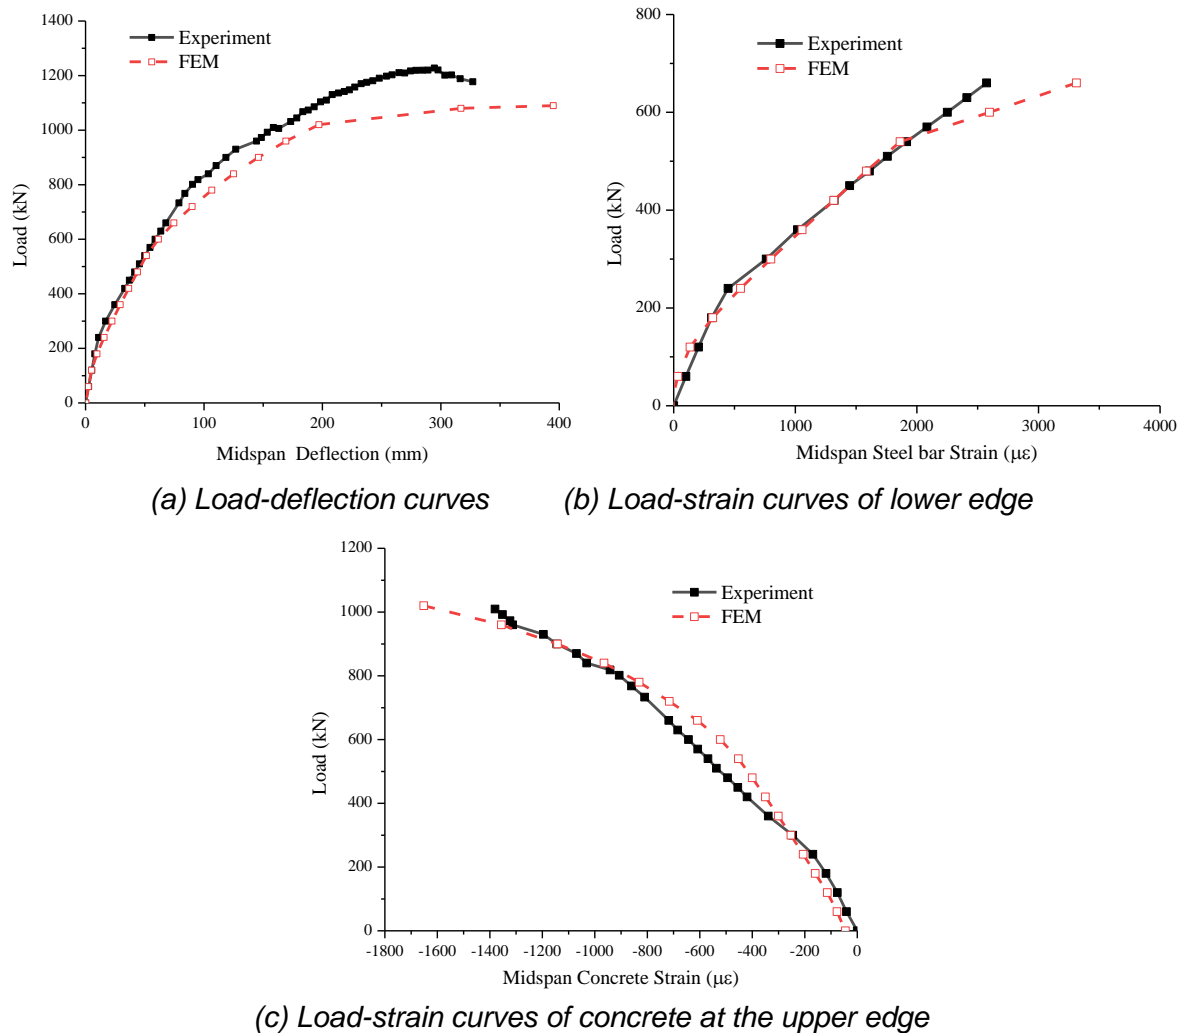 1400
1200
1000
800
600
400
200
0
Load (kN)
Experiment
FEM
0 100 200 300 400
Midspan Deflection (mm)
(a) Load-deflection curves
800
600
400
200
0
Load (kN)
Experiment
FEM
0 1000 2000 3000 4000
Midspan Steel bar Strain (με)
(b) Load-strain curves of lower edge
1200
1000
800
600
400
200
0
Load (kN)
Experiment
FEM
-1800 -1600 -1400 -1200 -1000 -800 -600 -400 -200 0
Midspan Concrete Strain (με)
(c) Load-strain curves of concrete at the upper edge